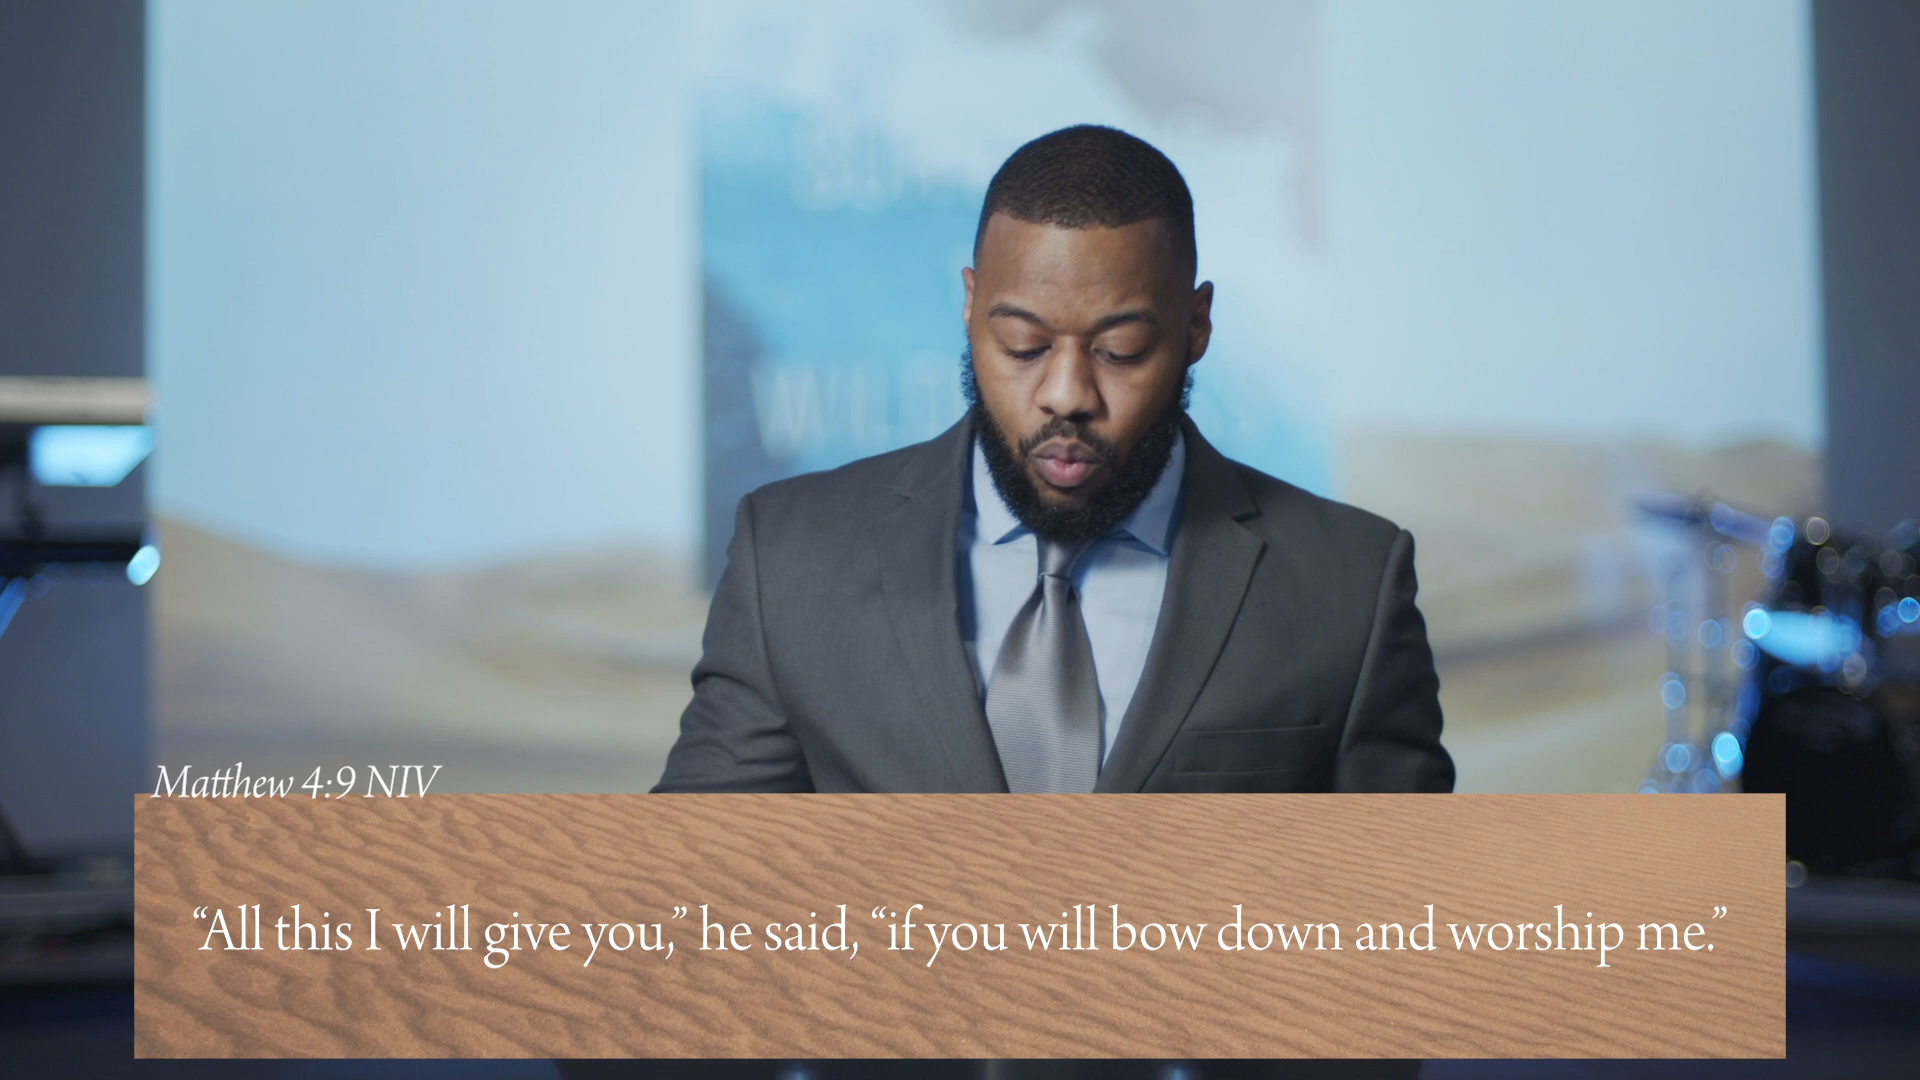 Matthew 4:9 NIV
“All this I will give you,” he said, “if you will bow down and worship me.”